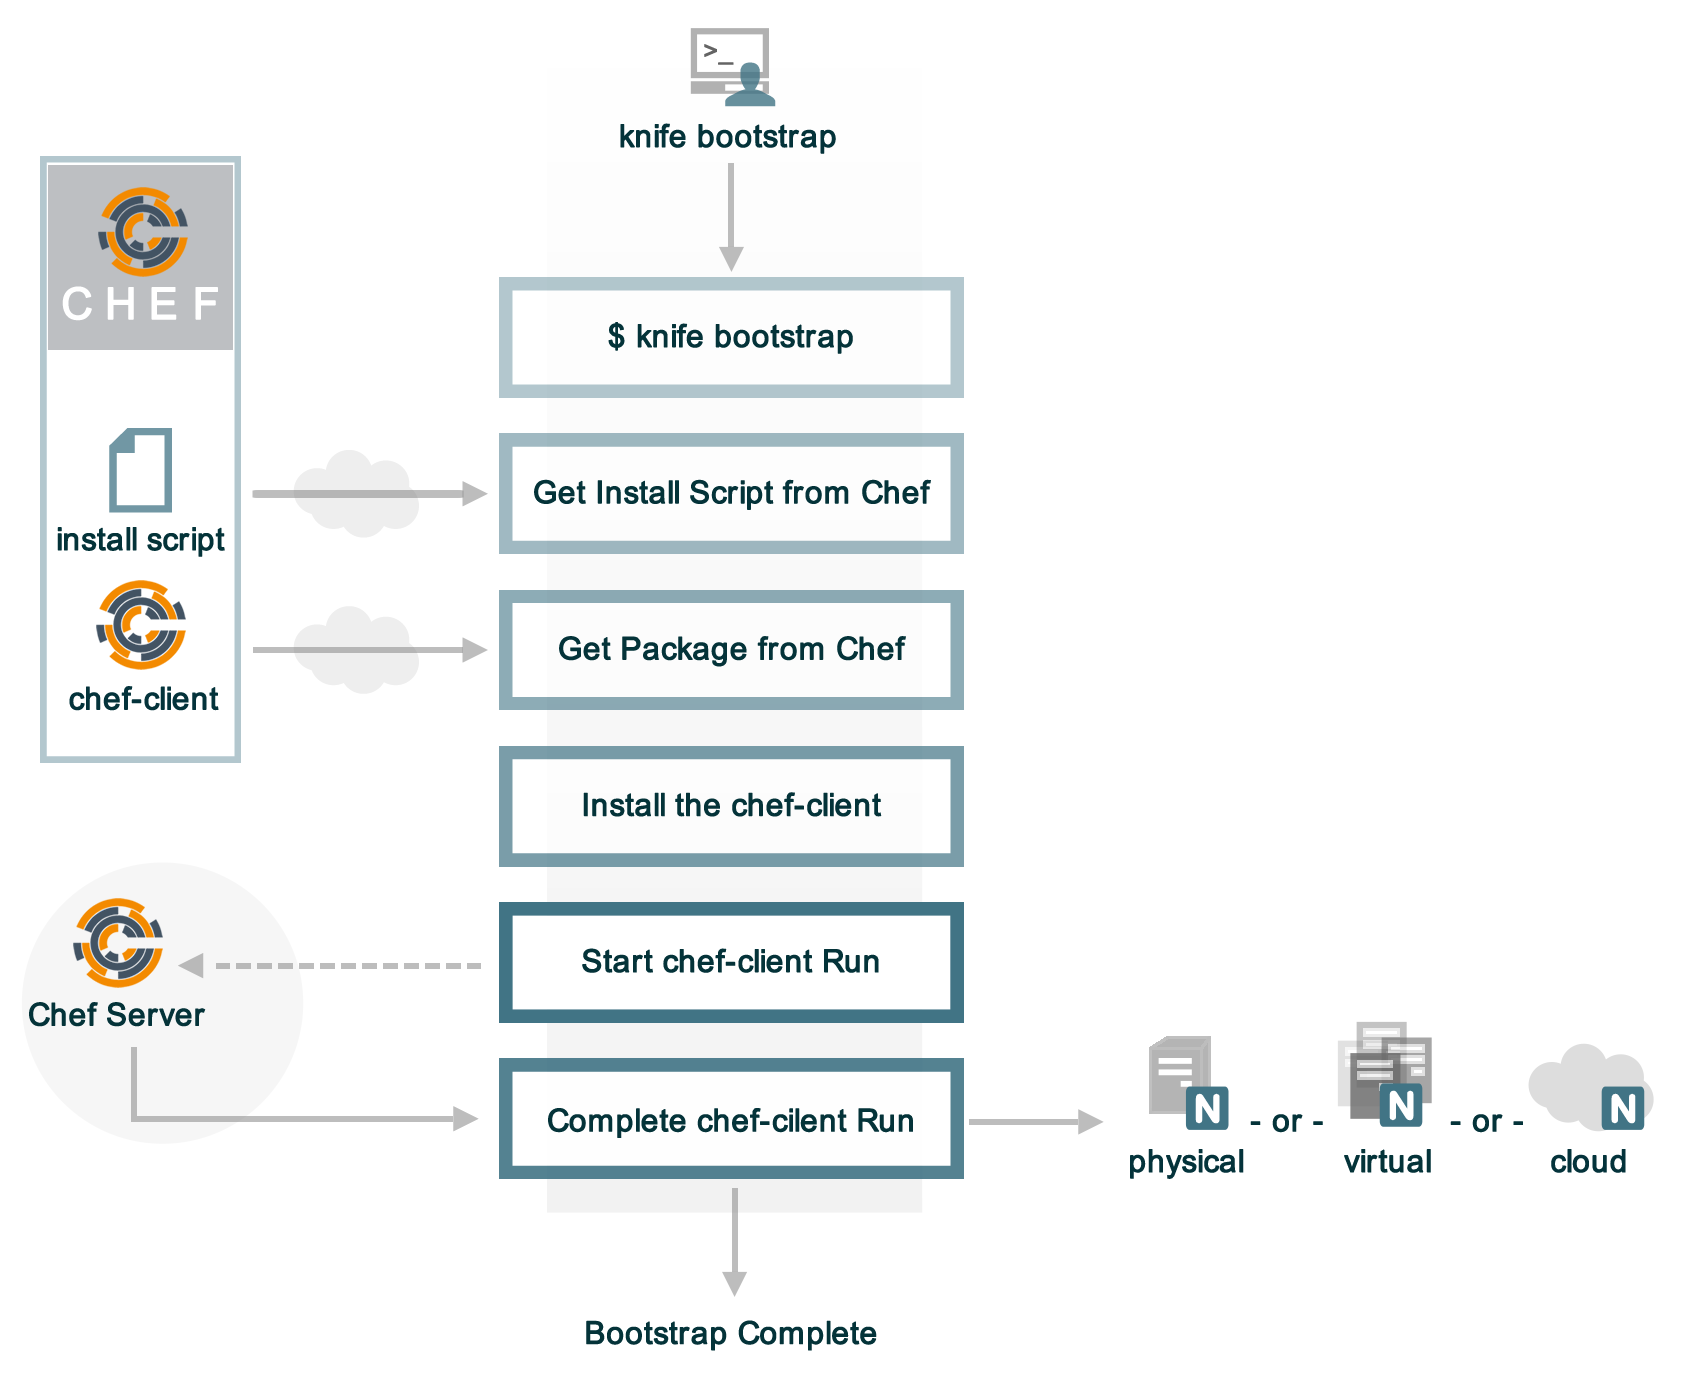 >_
knife bootstrap
CHEF
$ knife bootstrap
install script
Get Install Script from Chef
chef-client
Get Package from Chef
Install the chef-client
Chef Server
Start chef-client Run
Complete chef-cilent Run
N - or - N - or - N
physical virtual cloud
Bootstrap Complete